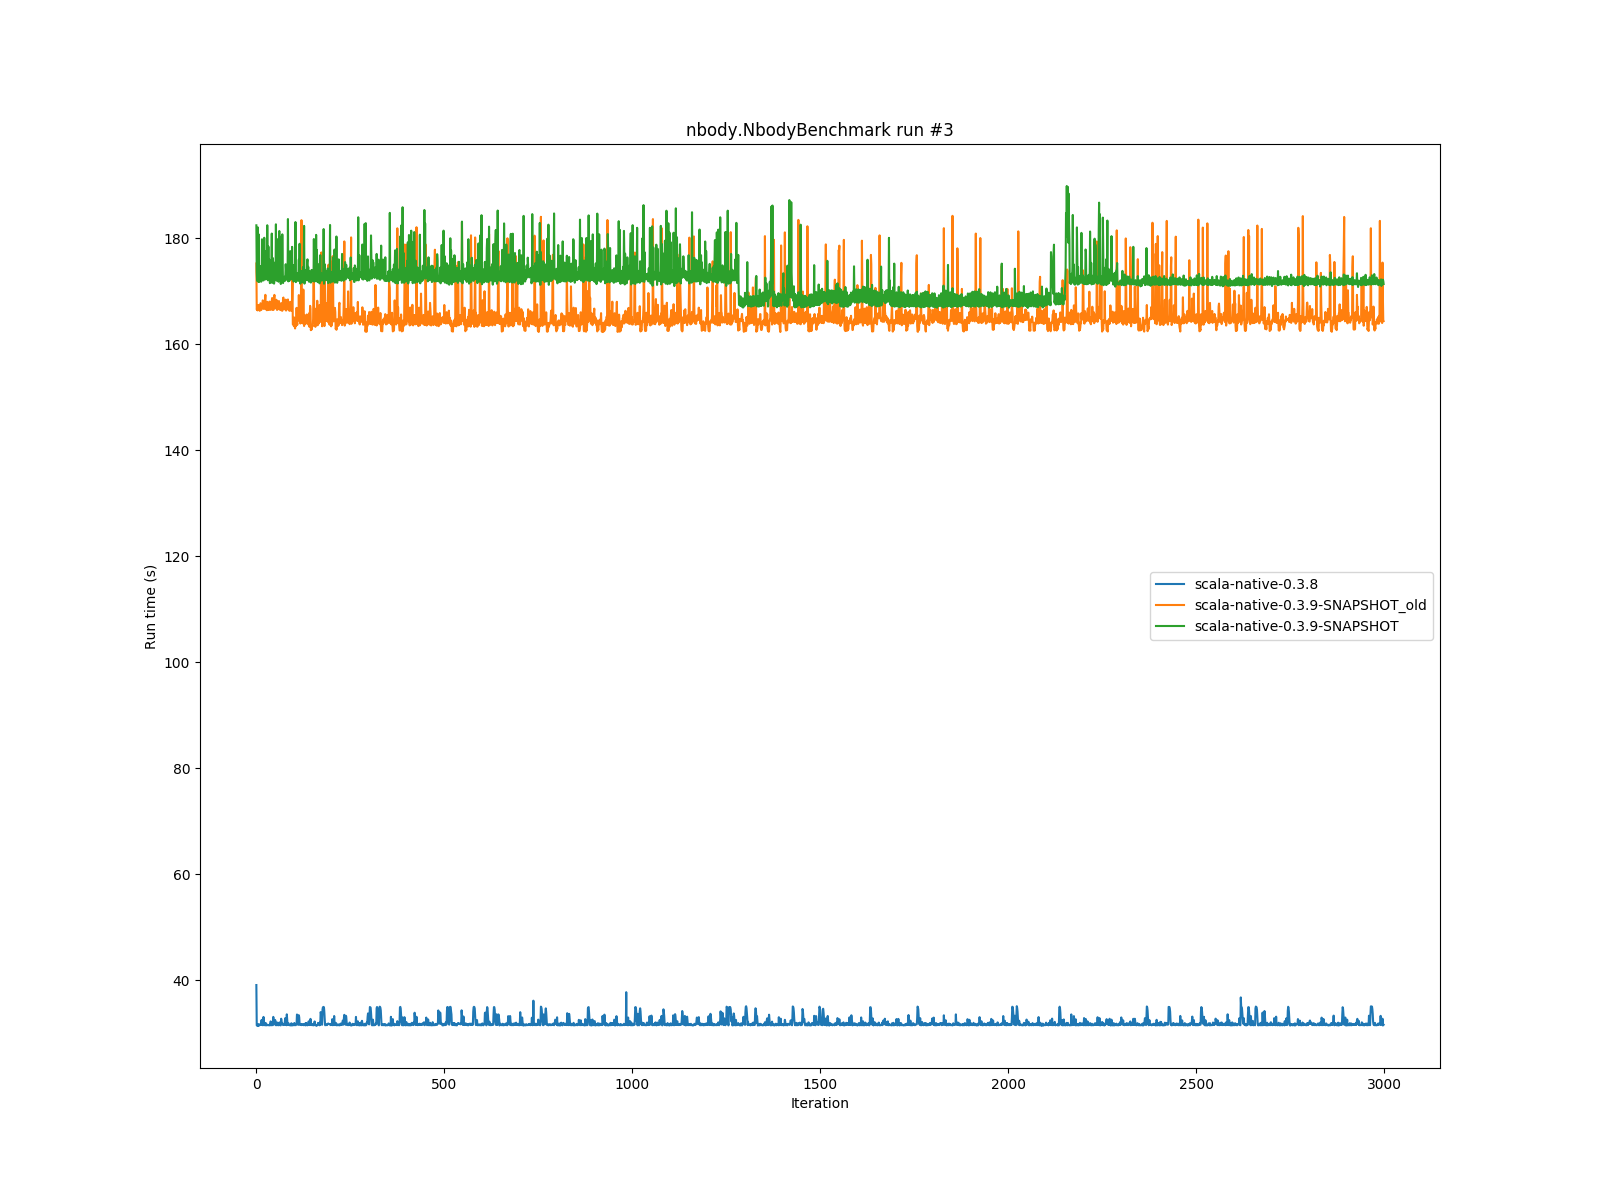 nbody.NbodyBenchmark run #3
Run time (s)
180
160
140
120
100
80
60
40
scala-native-0.3.8
scala-native-0.3.9-SNAPSHOT_old
scala-native-0.3.9-SNAPSHOT
0 500 1000 1500 2000 2500 3000
Iteration